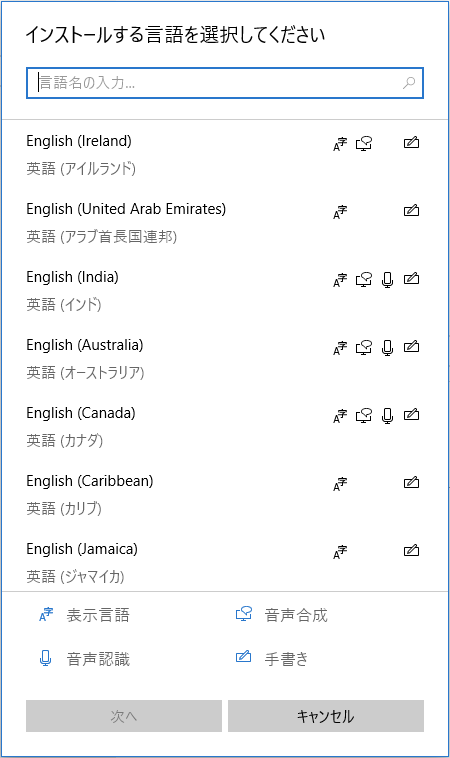 インストールする言語を選択してください
言語名の入力...
English (Ireland)
英語 (アイルランド)
English (United Arab Emirates)
英語 (アラブ首長国連邦)
English (India)
英語 (インド)
English (Australia)
英語 (オーストラリア)
English (Canada)
英語 (カナダ)
English (Caribbean)
英語 (カリブ)
English (Jamaica)
英語 (ジャマイカ)
表示言語 音声合成
音声認識 手書き
次へ キャンセル